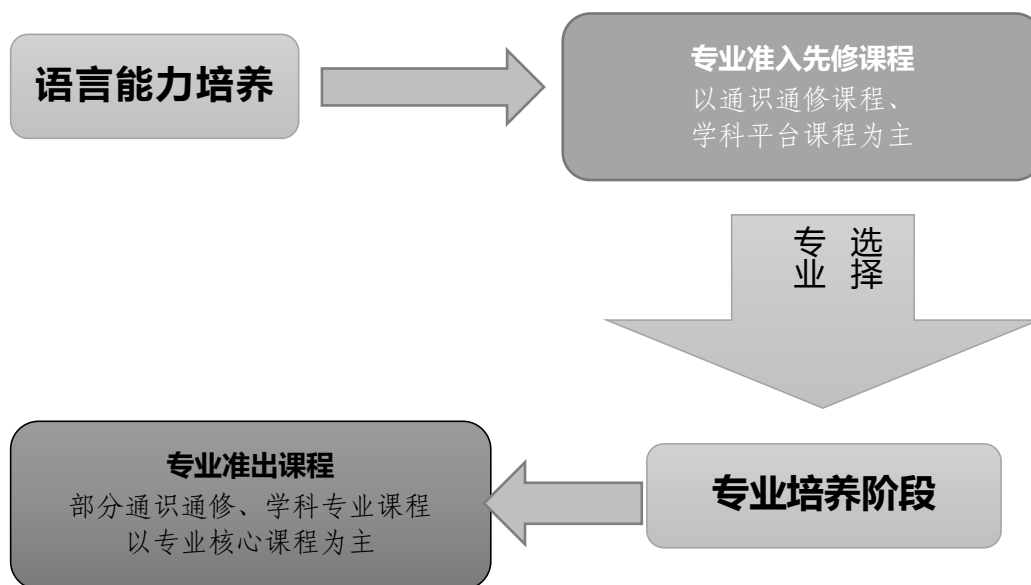 语言能力培养
专业准入先修课程
以通识通修课程、
学科平台课程为主
专业 选择
专业培养阶段
专业准出课程
部分通识通修、学科专业课程
以专业核心课程为主